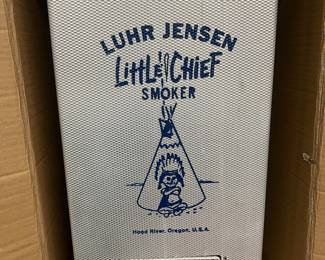 LUHR JENSEN
LittLE CHiEF
SMOKER
Hood River, Oregon, U.S.A.